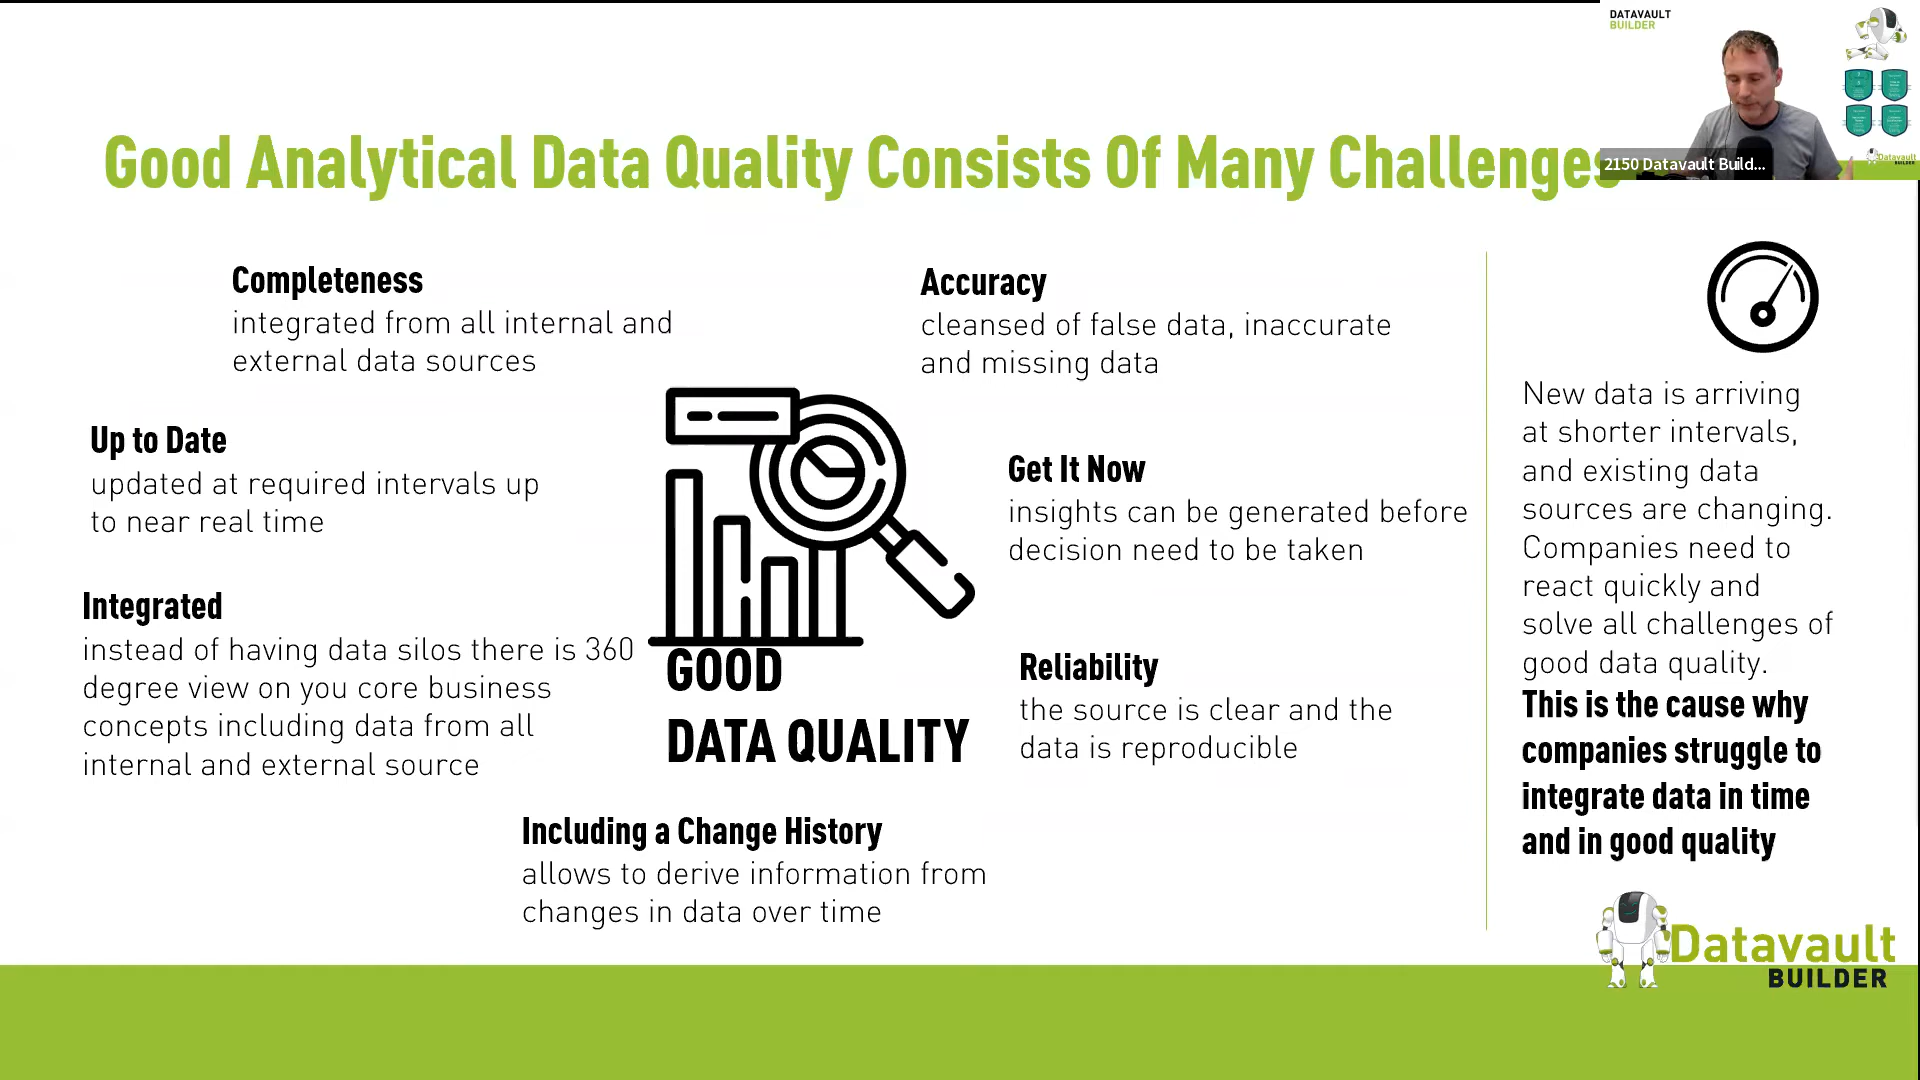 DATAVAULT
BUILDER
2150 Datavault Build...
Good Analytical Data Quality Consists Of Many Challenges
Completeness
integrated from all internal and
external data sources
Accuracy
cleansed of false data, inaccurate
and missing data
Up to Date
updated at required intervals up
to near real time
Get It Now
insights can be generated before
decision need to be taken
Integrated
instead of having data silos there is 360
degree view on you core business
concepts including data from all
internal and external source
GOOD
DATA QUALITY
Reliability
the source is clear and the
data is reproducible
Including a Change History
allows to derive information from
changes in data over time
New data is arriving
at shorter intervals,
and existing data
sources are changing.
Companies need to
react quickly and
solve all challenges of
good data quality.
This is the cause why
companies struggle to
integrate data in time
and in good quality
Datavault
BUILDER
Datavault
BUILDER